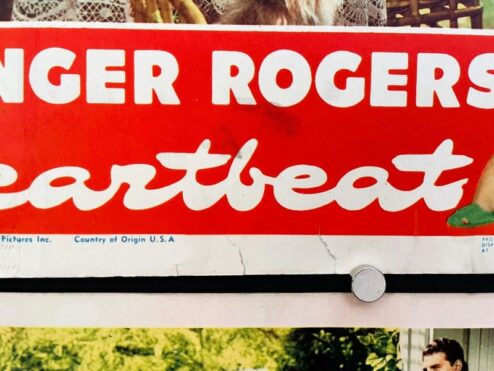 NGER ROGERS
eartbeat
Pictures Inc. Country of Origin U.S.A